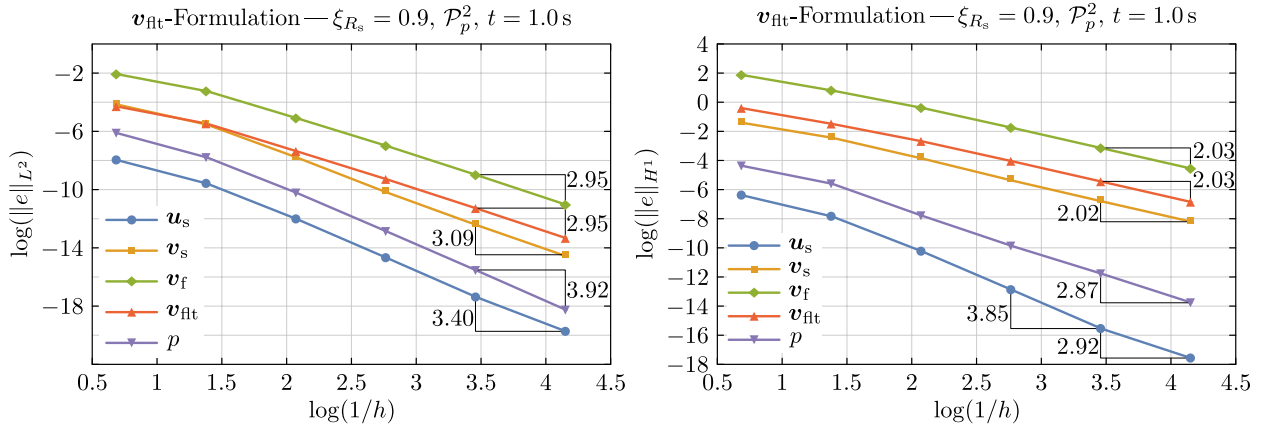 v_flt-Formulation — ξ_{R_s} = 0.9, 𝒫_p^2, t = 1.0 s
log(||e||_{L^2})
−2
−6
−10
−14
−18
2.95
2.95
3.09
3.92
3.40
u_s
v_s
v_f
v_flt
p
0.5 1 1.5 2 2.5 3 3.5 4 4.5
log(1/h)
v_flt-Formulation — ξ_{R_s} = 0.9, 𝒫_p^2, t = 1.0 s
log(||e||_{H^1})
4
2
0
−2
−4
−6
−8
−10
−12
−14
−16
−18
2.03
2.03
2.02
2.87
3.85
2.92
u_s
v_s
v_f
v_flt
p
0.5 1 1.5 2 2.5 3 3.5 4 4.5
log(1/h)